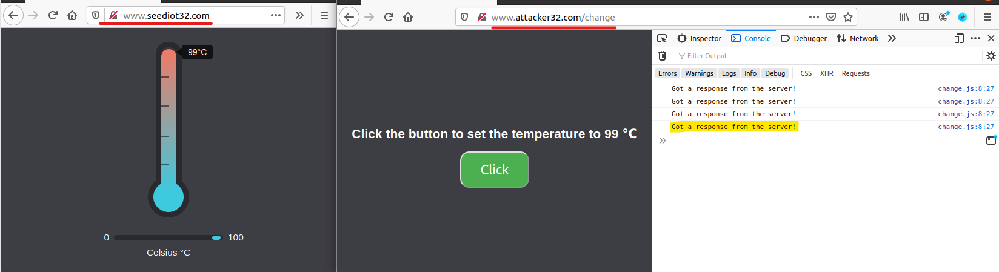 www.seediot32.com
99°C
0
100
Celsius °C
www.attacker32.com/change
Click the button to set the temperature to 99 °C
Click
Inspector
Console
Debugger
Network
Filter Output
Errors
Warnings
Logs
Info
Debug
CSS
XHR
Requests
Got a response from the server! change.js:8:27
Got a response from the server! change.js:8:27
Got a response from the server! change.js:8:27
Got a response from the server! change.js:8:27